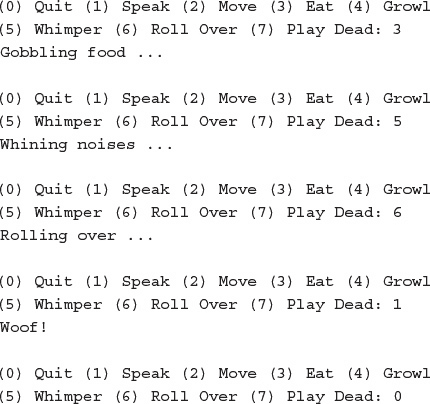 (0) Quit (1) Speak (2) Move (3) Eat (4) Growl
(5) Whimper (6) Roll Over (7) Play Dead: 3
Gobbling food ...
(0) Quit (1) Speak (2) Move (3) Eat (4) Growl
(5) Whimper (6) Roll Over (7) Play Dead: 5
Whining noises ...
(0) Quit (1) Speak (2) Move (3) Eat (4) Growl
(5) Whimper (6) Roll Over (7) Play Dead: 6
Rolling over ...
(0) Quit (1) Speak (2) Move (3) Eat (4) Growl
(5) Whimper (6) Roll Over (7) Play Dead: 1
Woof!
(0) Quit (1) Speak (2) Move (3) Eat (4) Growl
(5) Whimper (6) Roll Over (7) Play Dead: 0